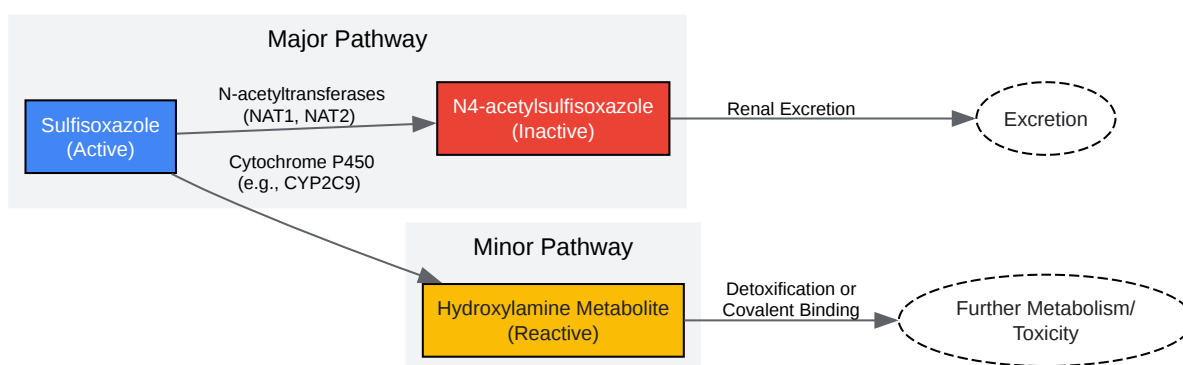 Major Pathway
Sulfisoxazole
(Active)
N-acetyltransferases
(NAT1, NAT2)
N4-acetylsulfisoxazole
(Inactive)
Renal Excretion
Excretion
Cytochrome P450
(e.g., CYP2C9)
Minor Pathway
Hydroxylamine Metabolite
(Reactive)
Detoxification or
Covalent Binding
Further Metabolism/
Toxicity